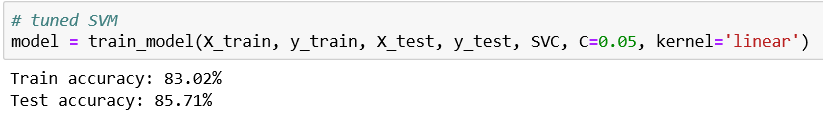 # tuned SVM
model = train_model(X_train, y_train, X_test, y_test, SVC, C=0.05, kernel='linear')
Train accuracy: 83.02%
Test accuracy: 85.71%